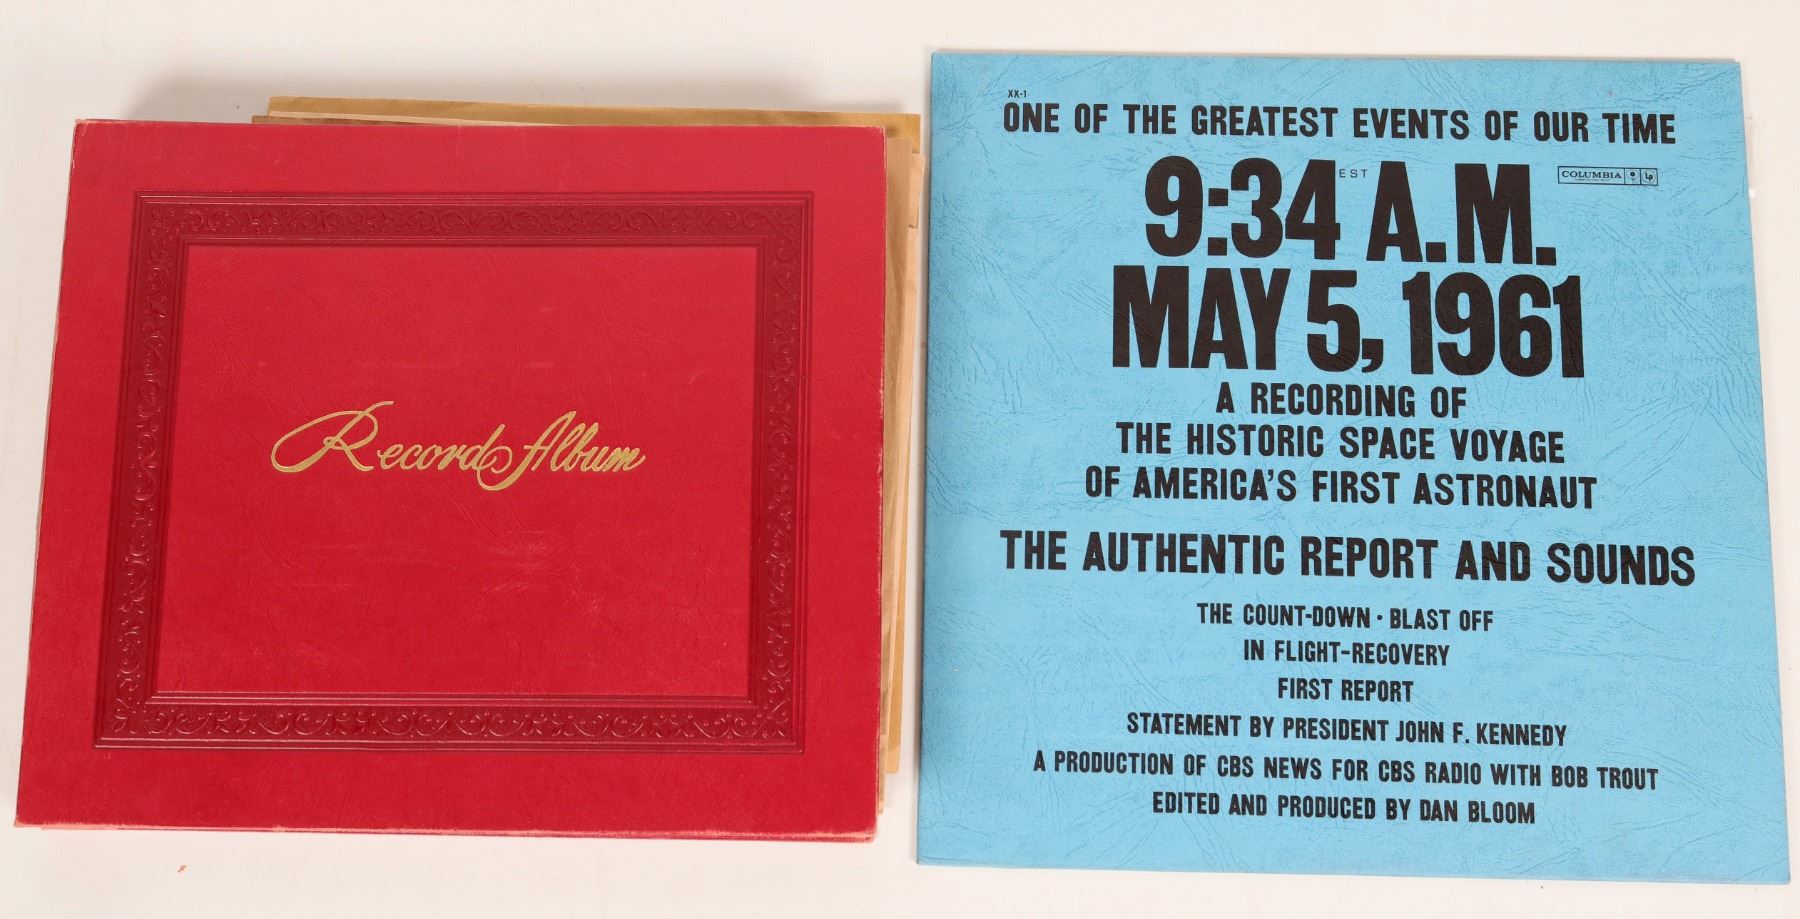 Record Album
XX-1
ONE OF THE GREATEST EVENTS OF OUR TIME
9:34 A.M.
EST
COLUMBIA LP
MAY 5, 1961
A RECORDING OF
THE HISTORIC SPACE VOYAGE
OF AMERICA'S FIRST ASTRONAUT
THE AUTHENTIC REPORT AND SOUNDS
THE COUNT-DOWN • BLAST OFF
IN FLIGHT-RECOVERY
FIRST REPORT
STATEMENT BY PRESIDENT JOHN F. KENNEDY
A PRODUCTION OF CBS NEWS FOR CBS RADIO WITH BOB TROUT
EDITED AND PRODUCED BY DAN BLOOM